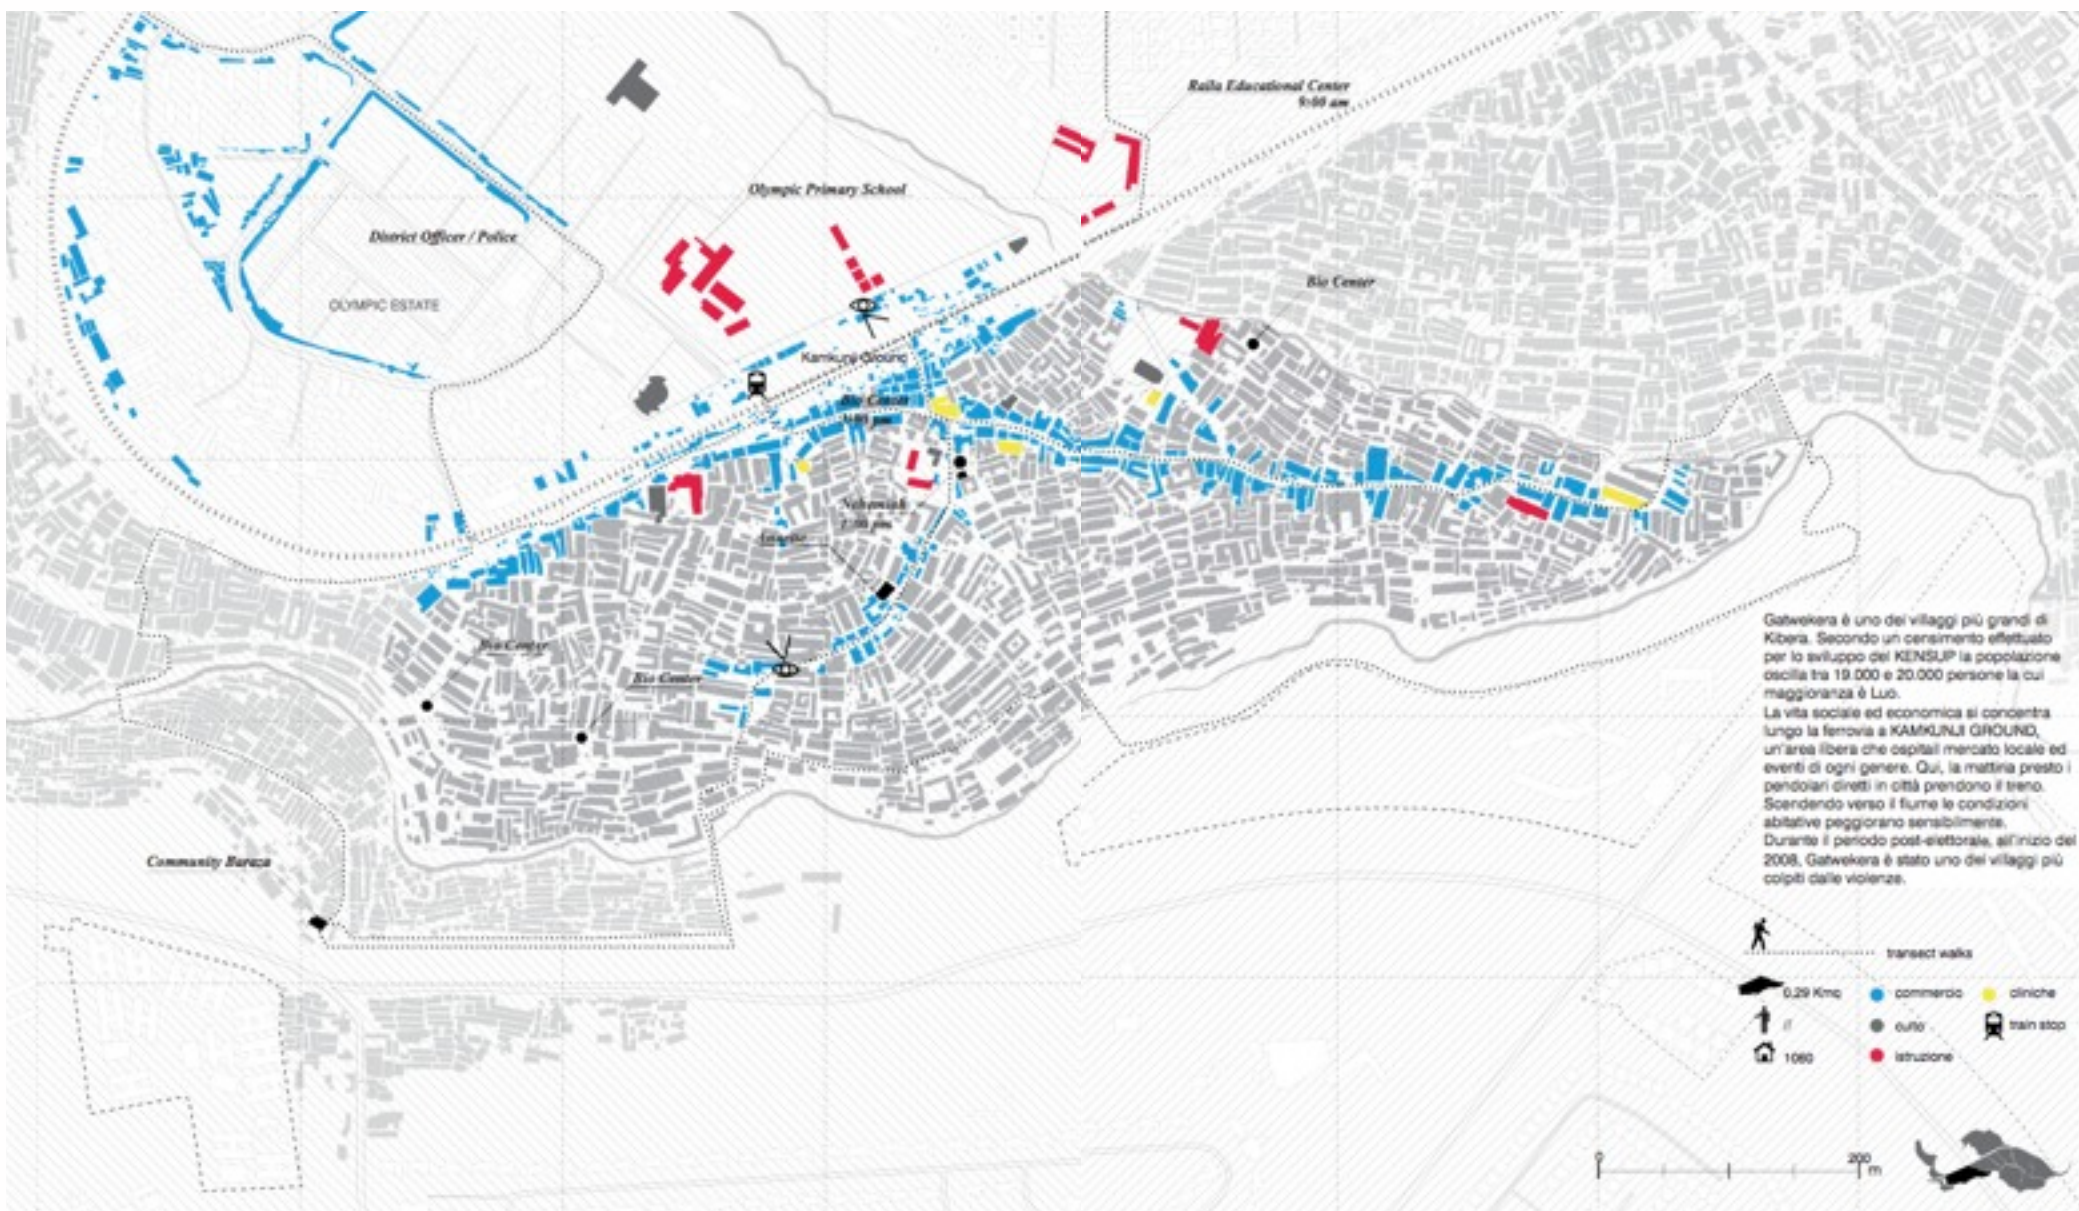 Raila Educational Center
9:00 am
Olympic Primary School
District Officer / Police
Bio Center
OLYMPIC ESTATE
Kamkunji Ground
Bio Center
Nehemiah
Bio Center
Bio Center
Community Baraza
Gatwekera è uno dei villaggi più grandi di
Kibera. Secondo un censimento effettuato
per lo sviluppo del KENSUP la popolazione
oscilla tra 19.000 e 20.000 persone la cui
maggioranza è Luo.
La vita sociale ed economica si concentra
lungo la ferrovia a KAMKUNJI GROUND,
un'area libera che ospitail mercato locale ed
eventi di ogni genere. Qui, la mattina presto i
pendolari diretti in città prendono il treno.
Scendendo verso il fiume le condizioni
abitative peggiorano sensibilmente.
Durante il periodo post-elettorale, all'inizio del
2008, Gatwekera è stato uno dei villaggi più
colpiti dalle violenze.
transect walks
0,29 Kmq
commercio
cliniche
//
culto
train stop
1060
istruzione
0
200
m